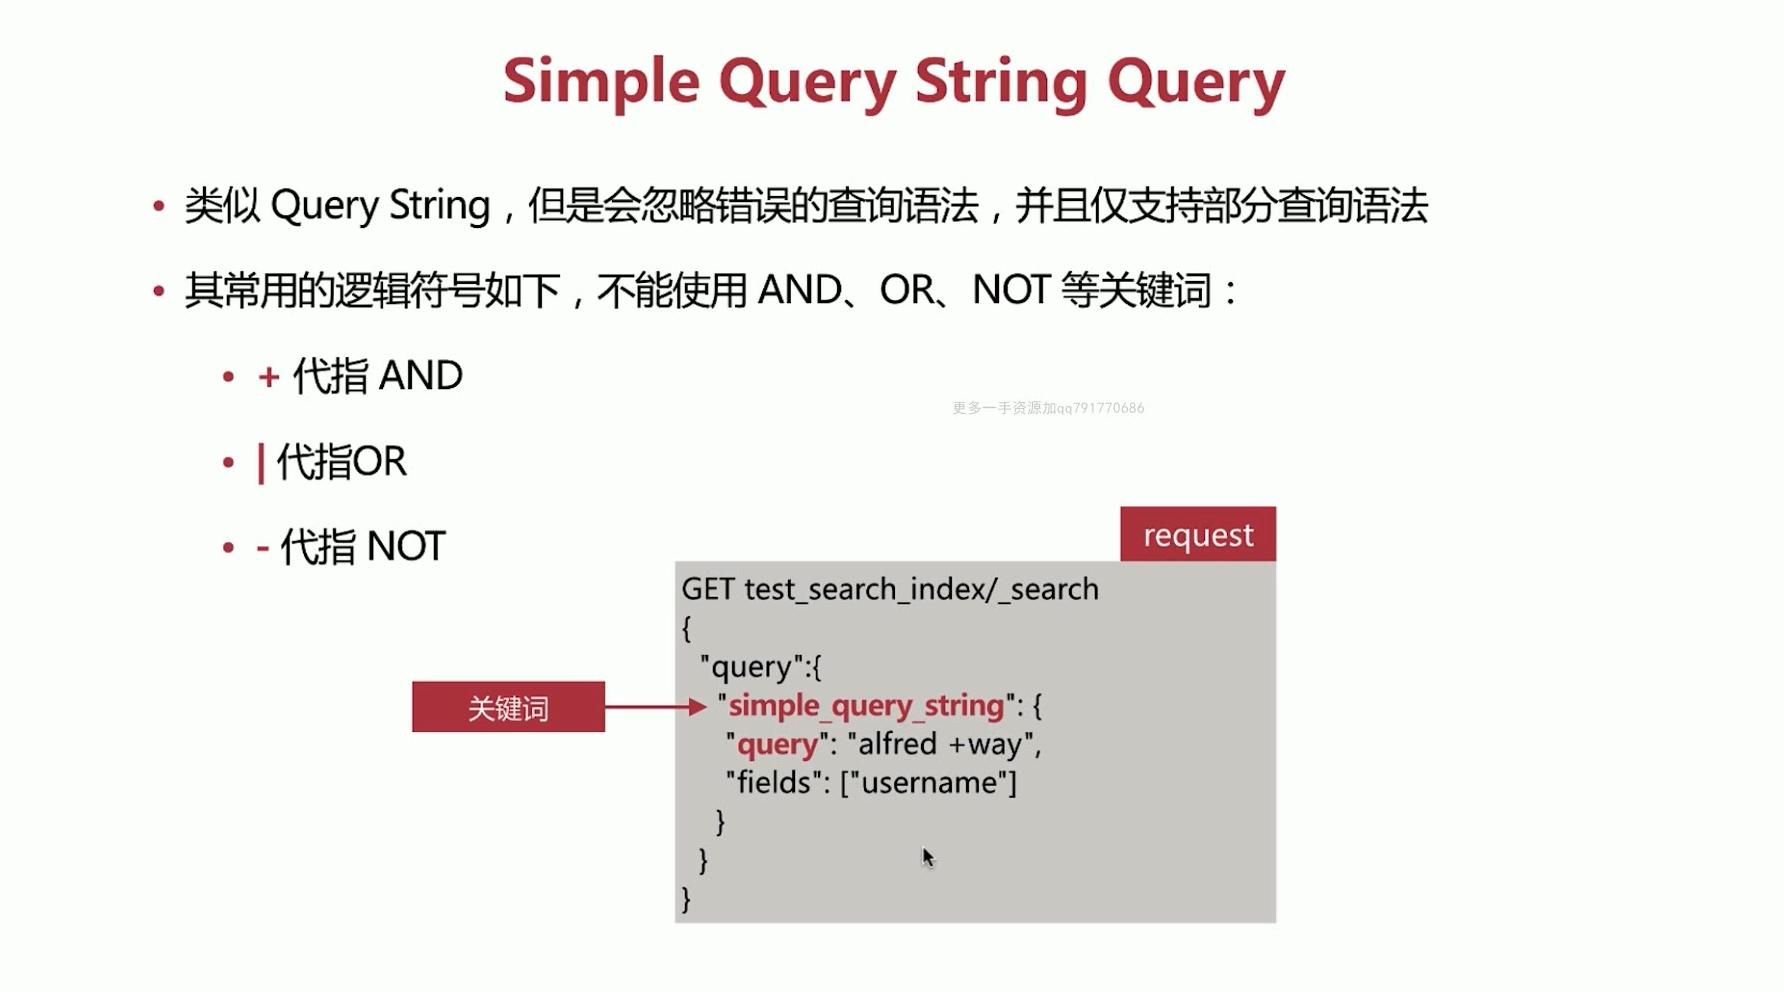 Simple Query String Query
• 类似 Query String，但是会忽略错误的查询语法，并且仅支持部分查询语法
• 其常用的逻辑符号如下，不能使用 AND、OR、NOT 等关键词：
• + 代指 AND
更多一手资源加qq791770686
• | 代指OR
• - 代指 NOT
request
GET test_search_index/_search
{
"query":{
关键词
"simple_query_string": {
"query": "alfred +way",
"fields": ["username"]
}
}
}